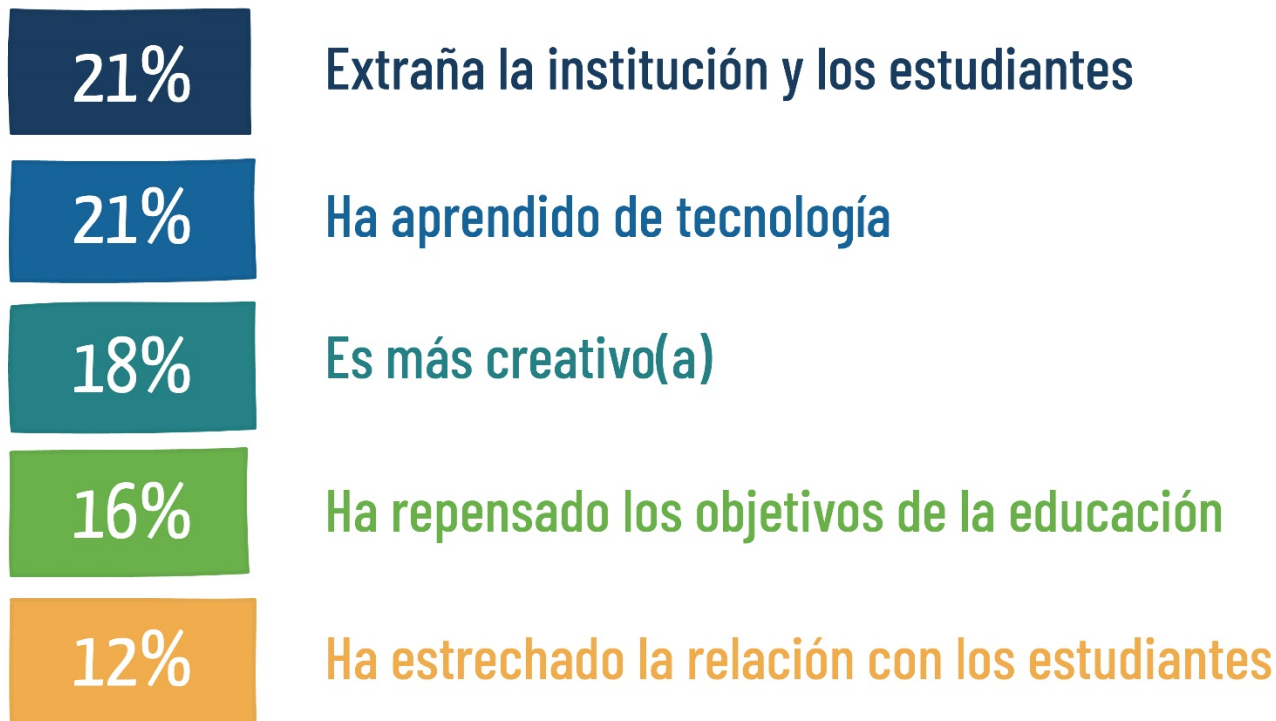 21% Extraña la institución y los estudiantes
21% Ha aprendido de tecnología
18% Es más creativo(a)
16% Ha repensado los objetivos de la educación
12% Ha estrechado la relación con los estudiantes